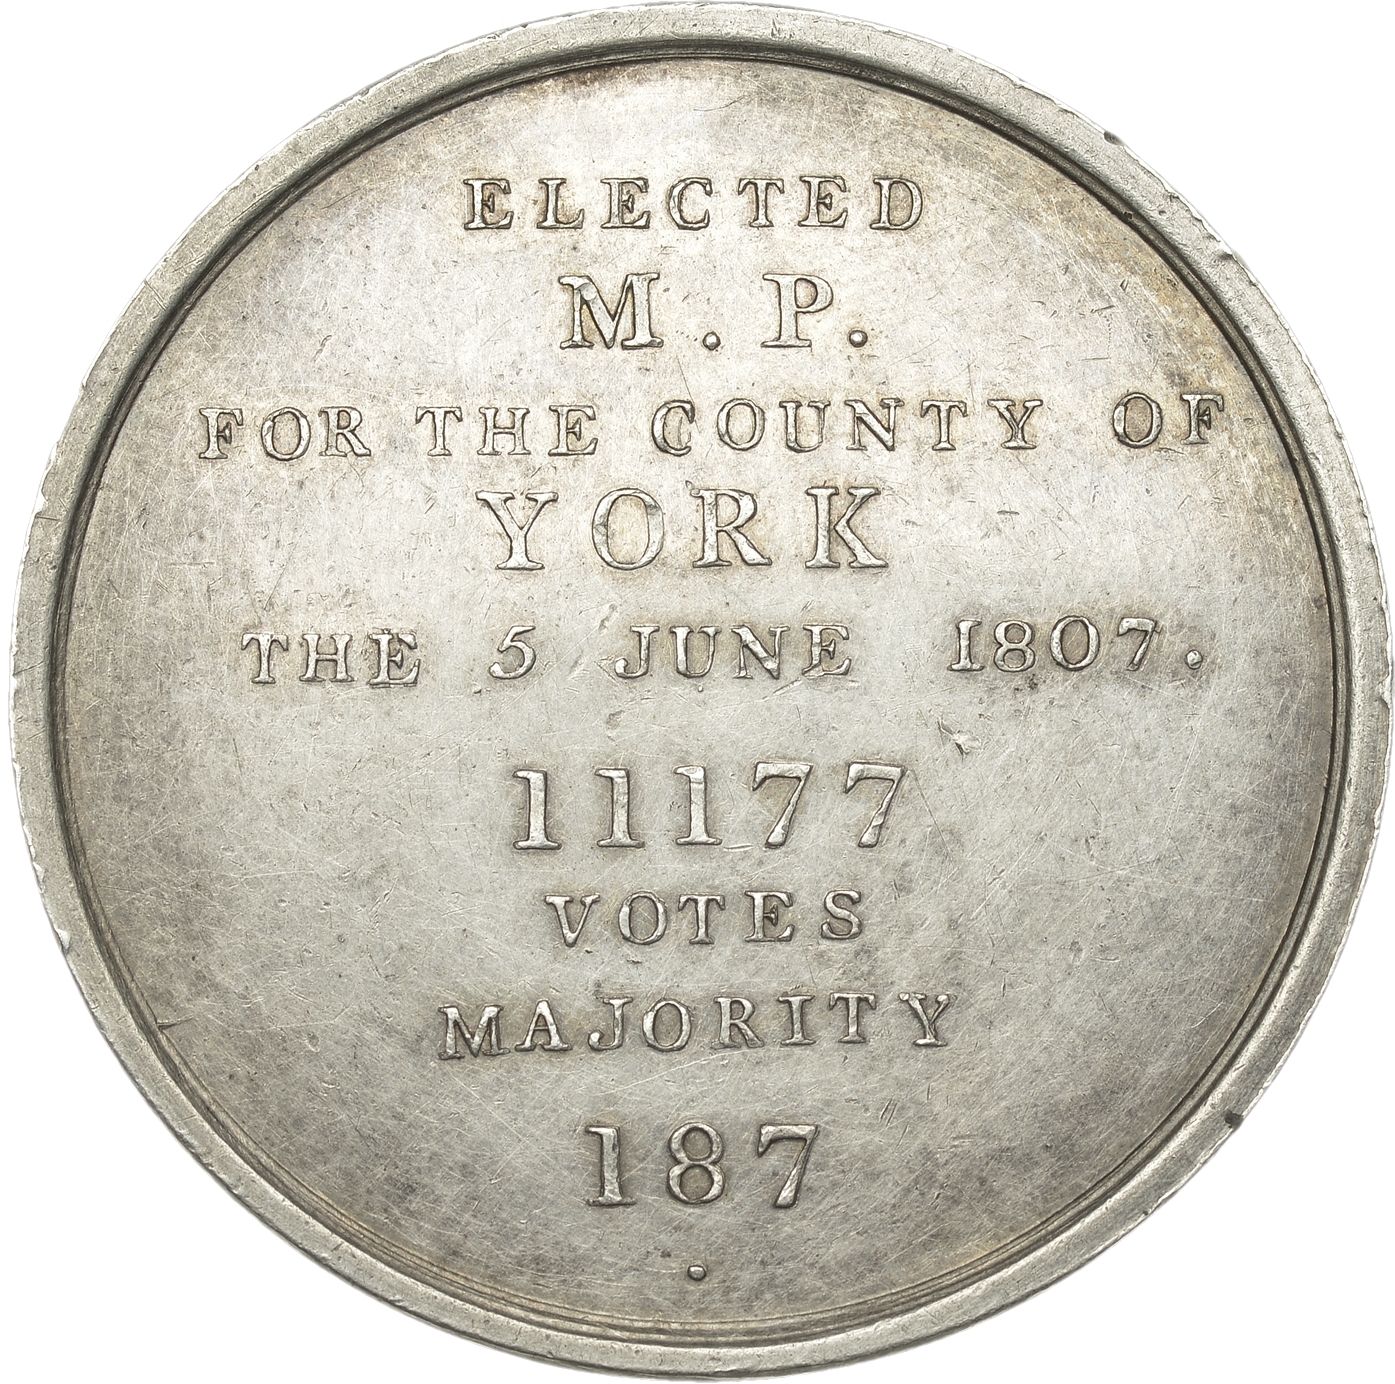 ELECTED
M. P.
FOR THE COUNTY OF
YORK
THE 5 JUNE 1807.
11177
VOTES
MAJORITY
187
.